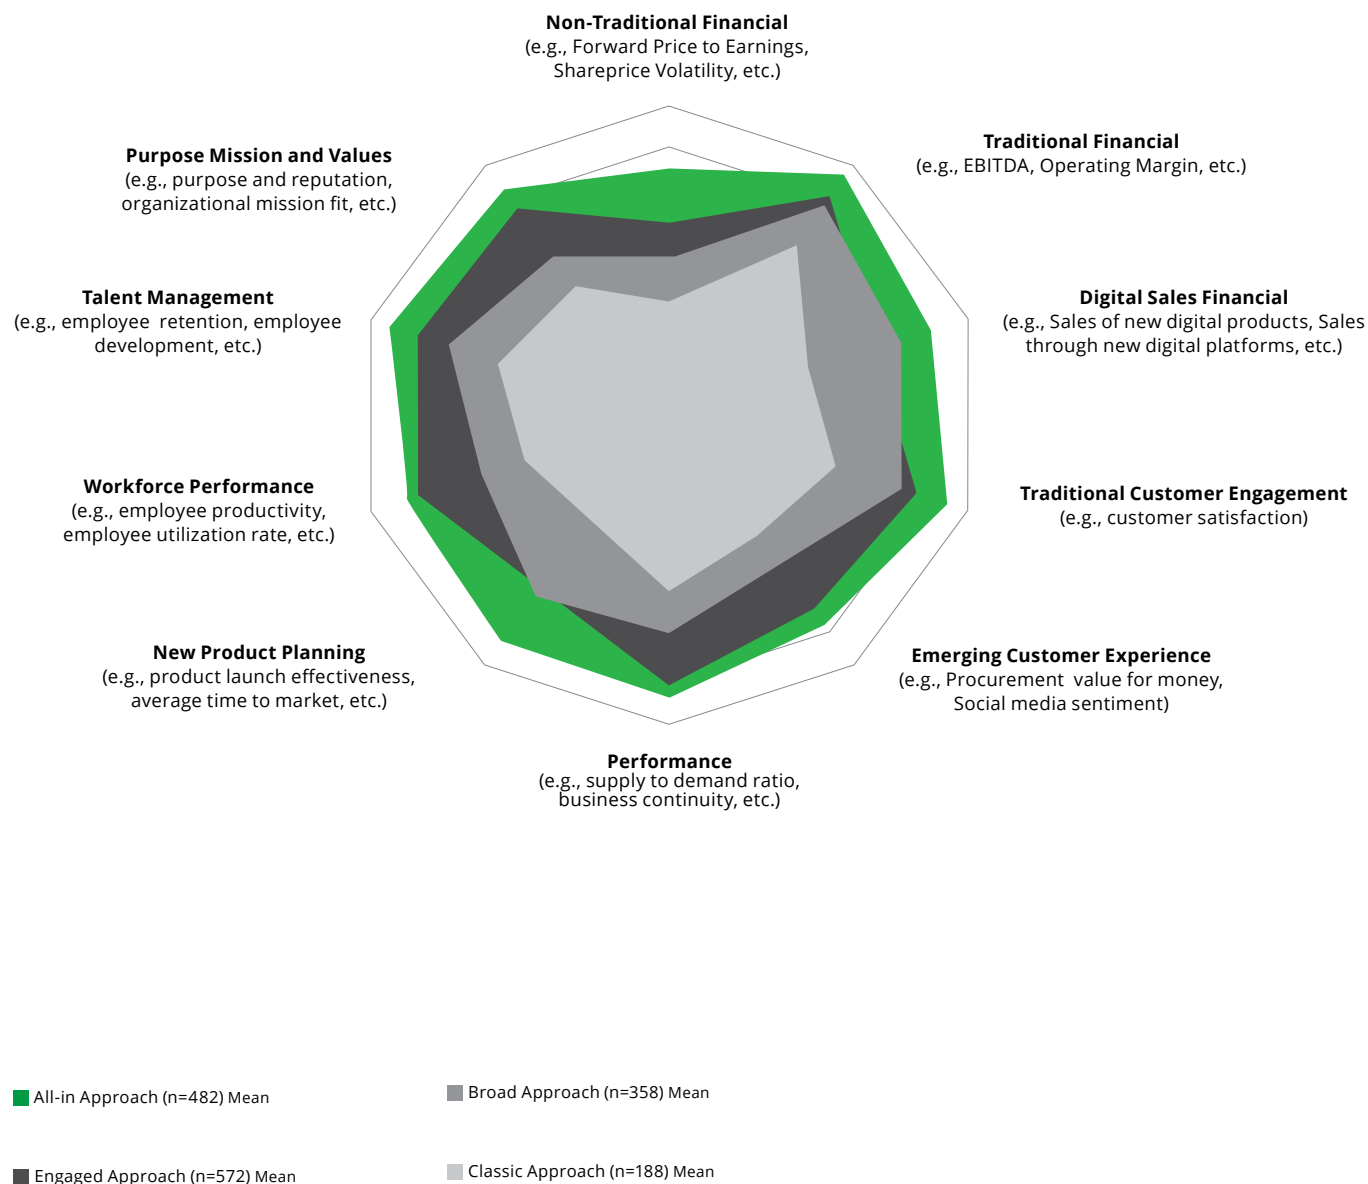 Non-Traditional Financial
(e.g., Forward Price to Earnings,
Shareprice Volatility, etc.)
Traditional Financial
(e.g., EBITDA, Operating Margin, etc.)
Purpose Mission and Values
(e.g., purpose and reputation,
organizational mission fit, etc.)
Talent Management
(e.g., employee retention, employee
development, etc.)
Digital Sales Financial
(e.g., Sales of new digital products, Sales
through new digital platforms, etc.)
Workforce Performance
(e.g., employee productivity,
employee utilization rate, etc.)
Traditional Customer Engagement
(e.g., customer satisfaction)
New Product Planning
(e.g., product launch effectiveness,
average time to market, etc.)
Emerging Customer Experience
(e.g., Procurement value for money,
Social media sentiment)
Performance
(e.g., supply to demand ratio,
business continuity, etc.)
All-in Approach (n=482) Mean
Broad Approach (n=358) Mean
Engaged Approach (n=572) Mean
Classic Approach (n=188) Mean